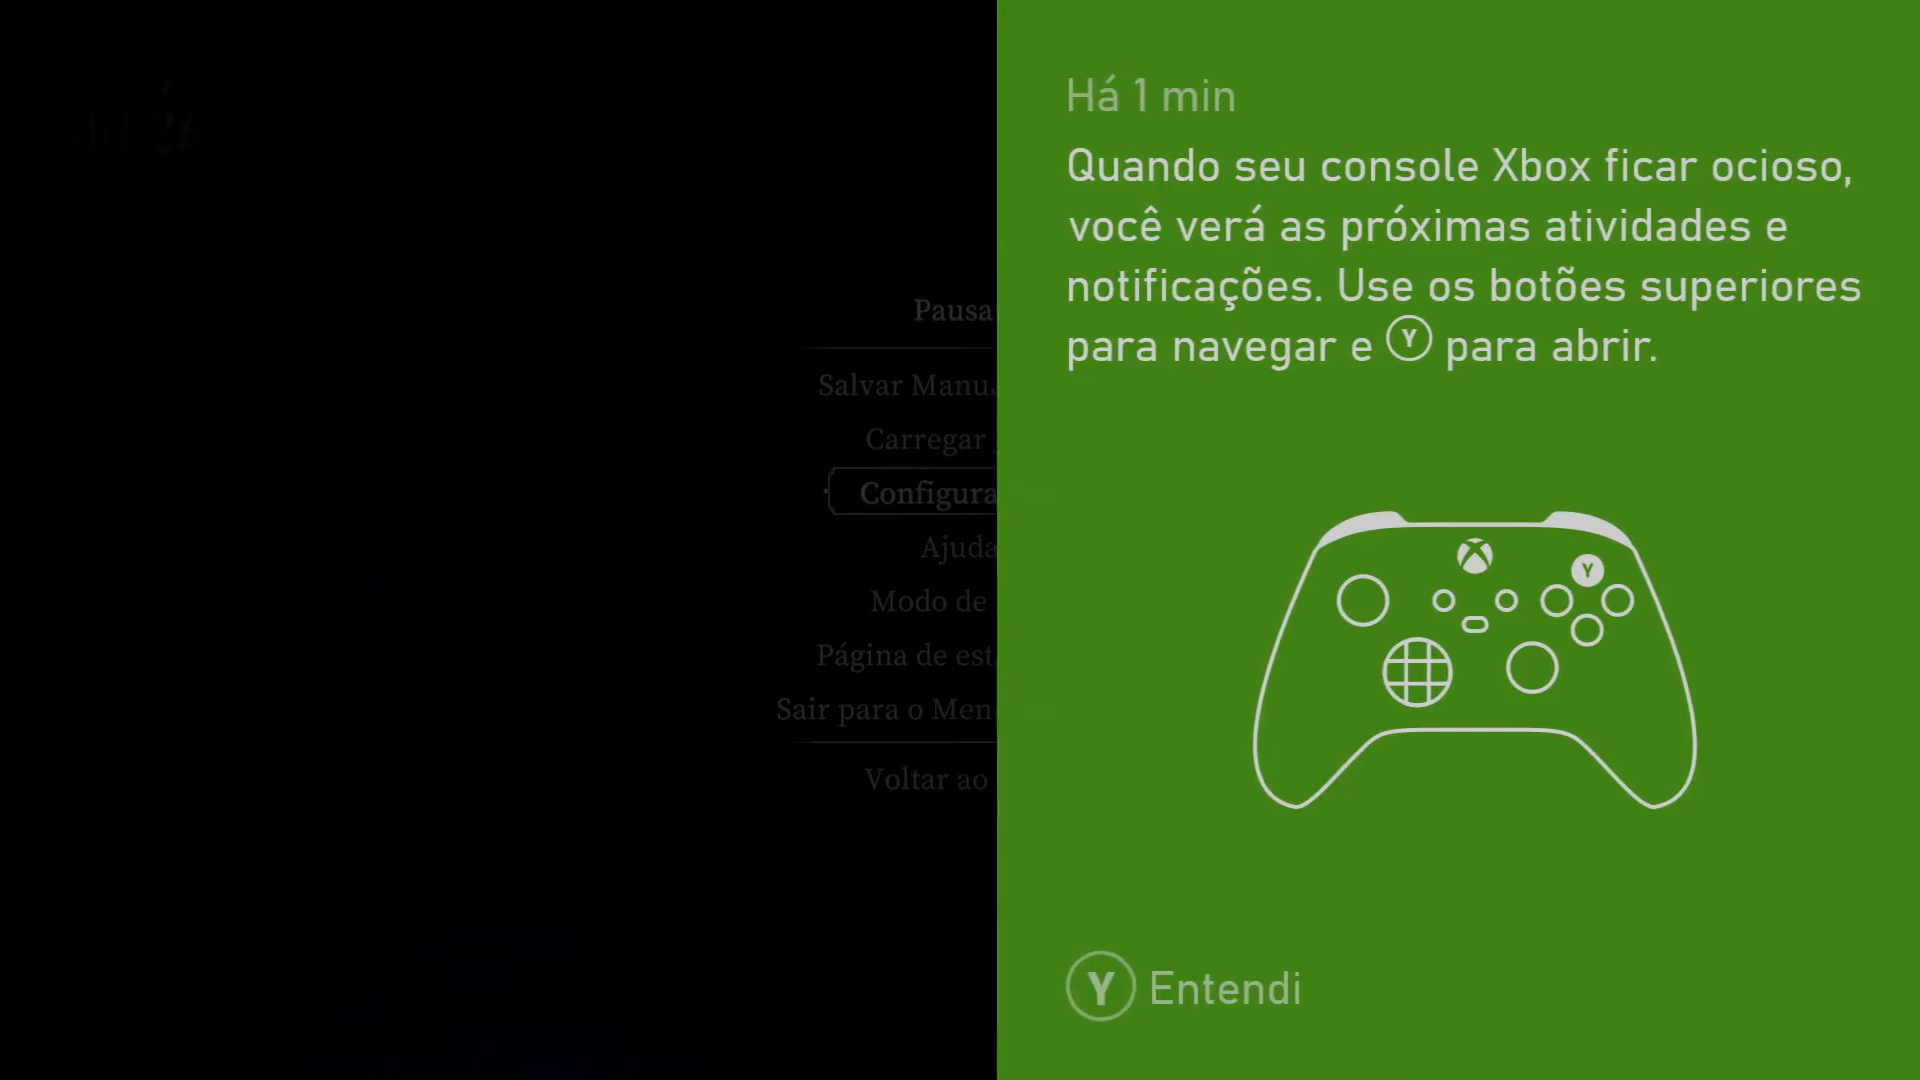 Há 1 min
Quando seu console Xbox ficar ocioso,
você verá as próximas atividades e
notificações. Use os botões superiores
para navegar e Y para abrir.
Y
Y Entendi
Pausa
Salvar Manu
Carregar
Configura
Ajuda
Modo de
Página de est
Sair para o Men
Voltar ao